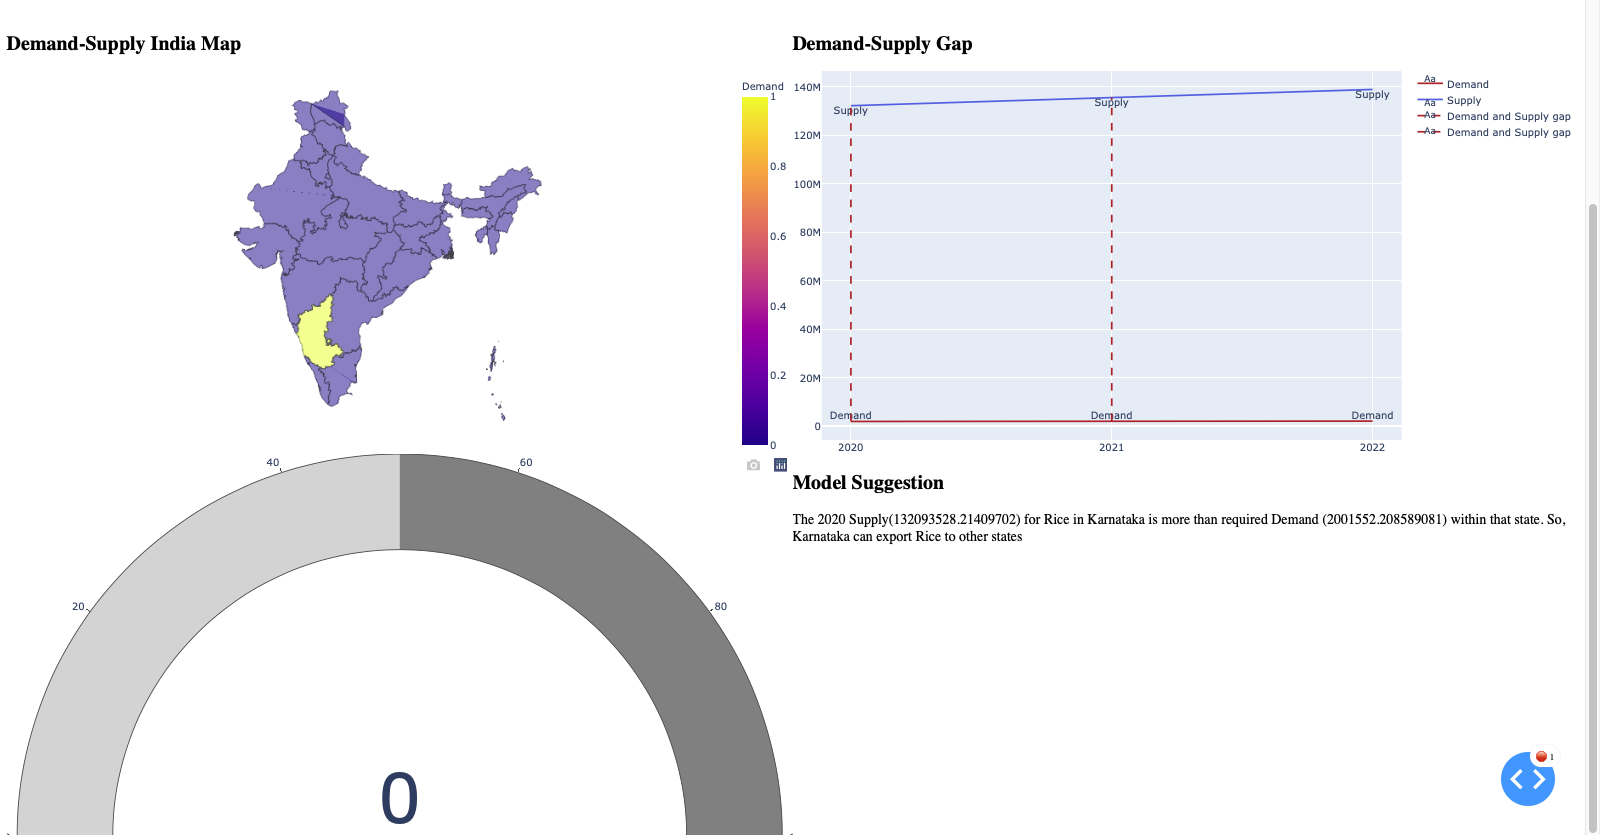 Demand-Supply India Map
Demand
1
0.8
0.6
0.4
0.2
0
40
60
20
80
0
Demand-Supply Gap
140M
120M
100M
80M
60M
40M
20M
0
Supply
Supply
Supply
Demand
Demand
Demand
2020
2021
2022
Aa Demand
Aa Supply
Aa Demand and Supply gap
Aa Demand and Supply gap
Model Suggestion
The 2020 Supply(132093528.21409702) for Rice in Karnataka is more than required Demand (2001552.208589081) within that state. So,
Karnataka can export Rice to other states
1